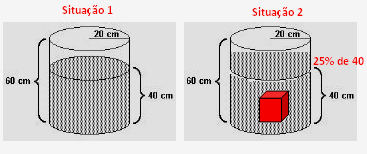 Situação 1
Situação 2
20 cm
60 cm
40 cm
20 cm
25% de 40
60 cm
40 cm